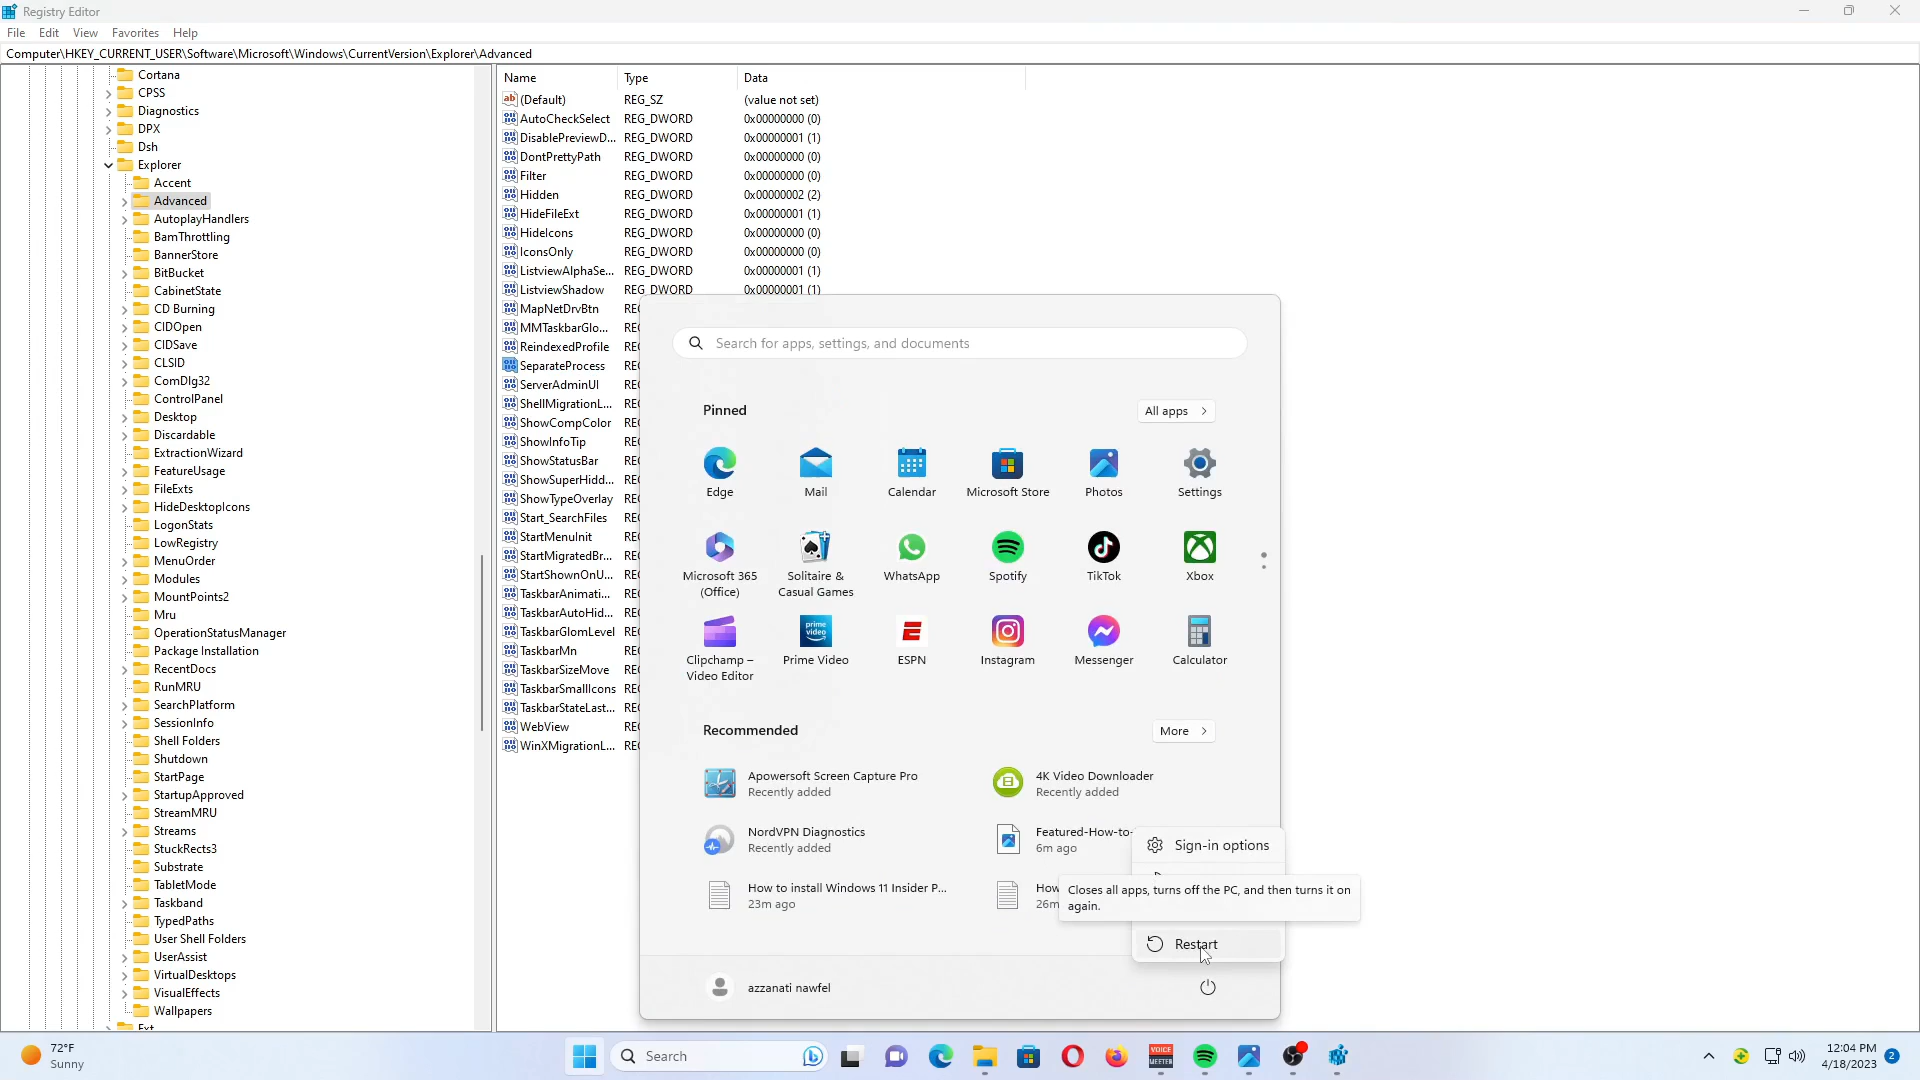 Registry Editor
File Edit View Favorites Help
Computer\HKEY_CURRENT_USER\Software\Microsoft\Windows\CurrentVersion\Explorer\Advanced
Cortana
CPSS
Diagnostics
DPX
Dsh
Explorer
Accent
Advanced
AutoplayHandlers
BamThrottling
BannerStore
BitBucket
CabinetState
CD Burning
CIDOpen
CIDSave
CLSID
ComDlg32
ControlPanel
Desktop
Discardable
ExtractionWizard
FeatureUsage
FileExts
HideDesktopIcons
LogonStats
LowRegistry
MenuOrder
Modules
MountPoints2
Mru
OperationStatusManager
Package Installation
RecentDocs
RunMRU
SearchPlatform
SessionInfo
Shell Folders
Shutdown
StartPage
StartupApproved
StreamMRU
Streams
StuckRects3
Substrate
TabletMode
Taskband
TypedPaths
User Shell Folders
UserAssist
VirtualDesktops
VisualEffects
Wallpapers
Ext
Name Type Data
(Default) REG_SZ (value not set)
AutoCheckSelect REG_DWORD 0x00000000 (0)
DisablePreviewD... REG_DWORD 0x00000001 (1)
DontPrettyPath REG_DWORD 0x00000000 (0)
Filter REG_DWORD 0x00000000 (0)
Hidden REG_DWORD 0x00000002 (2)
HideFileExt REG_DWORD 0x00000001 (1)
HideIcons REG_DWORD 0x00000000 (0)
IconsOnly REG_DWORD 0x00000000 (0)
ListviewAlphaSe... REG_DWORD 0x00000001 (1)
ListviewShadow REG_DWORD 0x00000001 (1)
MapNetDrvBtn
MMTaskbarGlo...
ReindexedProfile
SeparateProcess
ServerAdminUI
ShellMigrationL...
ShowCompColor
ShowInfoTip
ShowStatusBar
ShowSuperHidd...
ShowTypeOverlay
Start_SearchFiles
StartMenuInit
StartMigratedBr...
StartShownOnU...
TaskbarAnimati...
TaskbarAutoHid...
TaskbarGlomLevel
TaskbarMn
TaskbarSizeMove
TaskbarSmallIcons
TaskbarStateLast...
WebView
WinXMigrationL...
Search for apps, settings, and documents
Pinned All apps
Edge Mail Calendar Microsoft Store Photos Settings
Microsoft 365 Solitaire & WhatsApp Spotify TikTok Xbox
(Office) Casual Games
prime
video
Clipchamp – Prime Video ESPN Instagram Messenger Calculator
Video Editor
Recommended More
Apowersoft Screen Capture Pro
Recently added
4K Video Downloader
Recently added
NordVPN Diagnostics
Recently added
Featured-How-to-
6m ago
How to install Windows 11 Insider P...
23m ago
How
26m
Sign-in options
Closes all apps, turns off the PC, and then turns it on
again.
Restart
azzanati nawfel
72°F
Sunny
Search
VOICE
MEETER
12:04 PM
4/18/2023
2